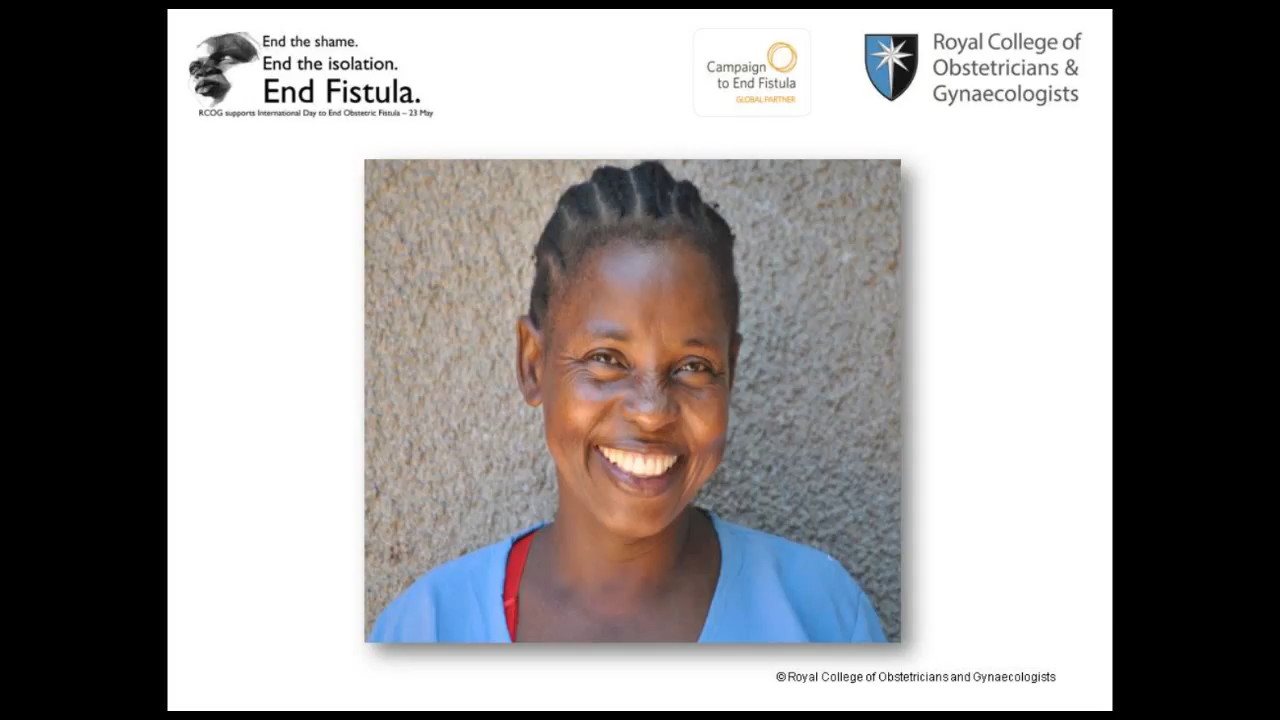 End the shame.
End the isolation.
End Fistula.
RCOG supports International Day to End Obstetric Fistula – 23 May
Campaign
to End Fistula
GLOBAL PARTNER
Royal College of
Obstetricians &
Gynaecologists
©Royal College of Obstetricians and Gynaecologists